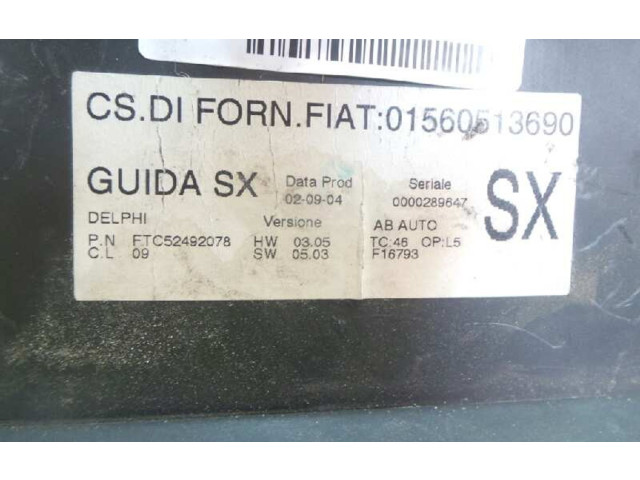 CS.DI FORN.FIAT:01560513690
GUIDA SX Data Prod Seriale SX
02-09-04 0000289647
DELPHI Versione AB AUTO
P.N FTC52492078 HW 03.05 TC:46 OP:L5
C.L 09 SW 05.03 F16793